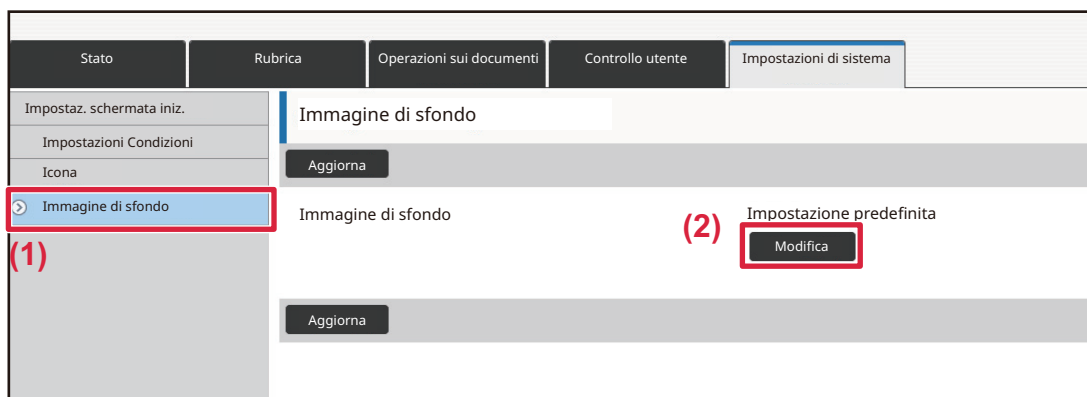 Stato Rubrica Operazioni sui documenti Controllo utente Impostazioni di sistema
Impostaz. schermata iniz.
Impostazioni Condizioni
Icona
Immagine di sfondo
(1)
Immagine di sfondo
Aggiorna
Immagine di sfondo
Impostazione predefinita
(2)
Modifica
Aggiorna